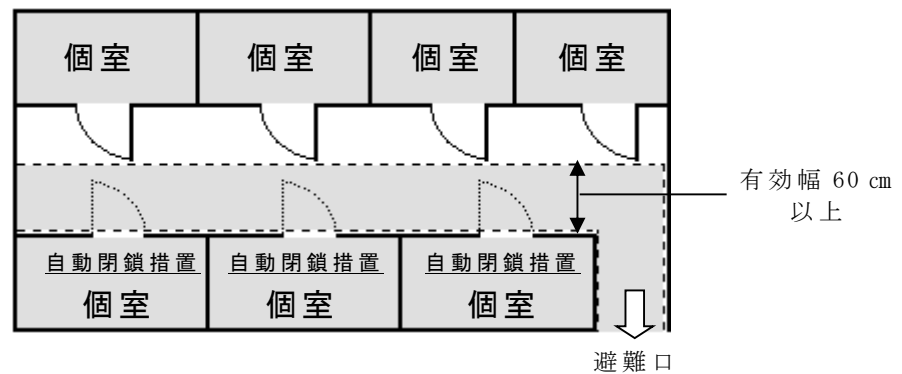 個室 個室 個室 個室
有効幅 60 ㎝
以上
自動閉鎖措置 自動閉鎖措置 自動閉鎖措置
個室 個室 個室
避難口